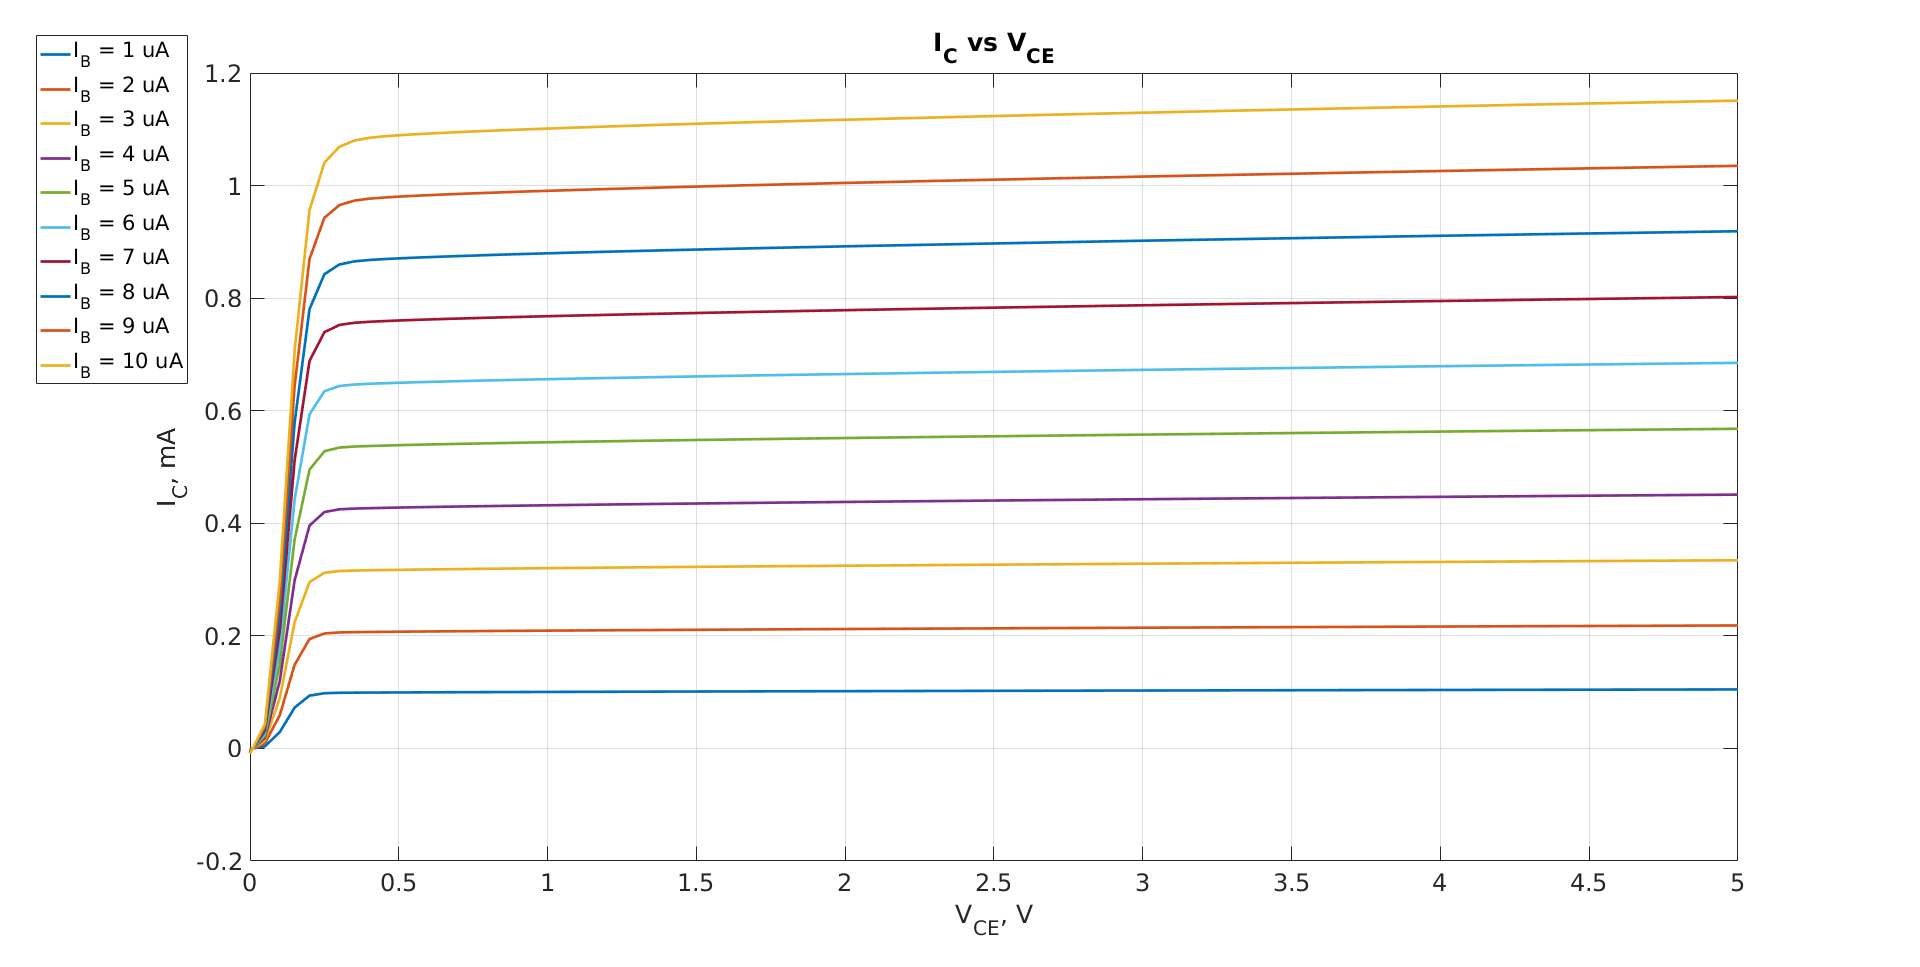 I_C vs V_CE
I_B = 1 uA
I_B = 2 uA
I_B = 3 uA
I_B = 4 uA
I_B = 5 uA
I_B = 6 uA
I_B = 7 uA
I_B = 8 uA
I_B = 9 uA
I_B = 10 uA
1.2
1
0.8
0.6
0.4
0.2
0
-0.2
I_C, mA
0 0.5 1 1.5 2 2.5 3 3.5 4 4.5 5
V_CE, V